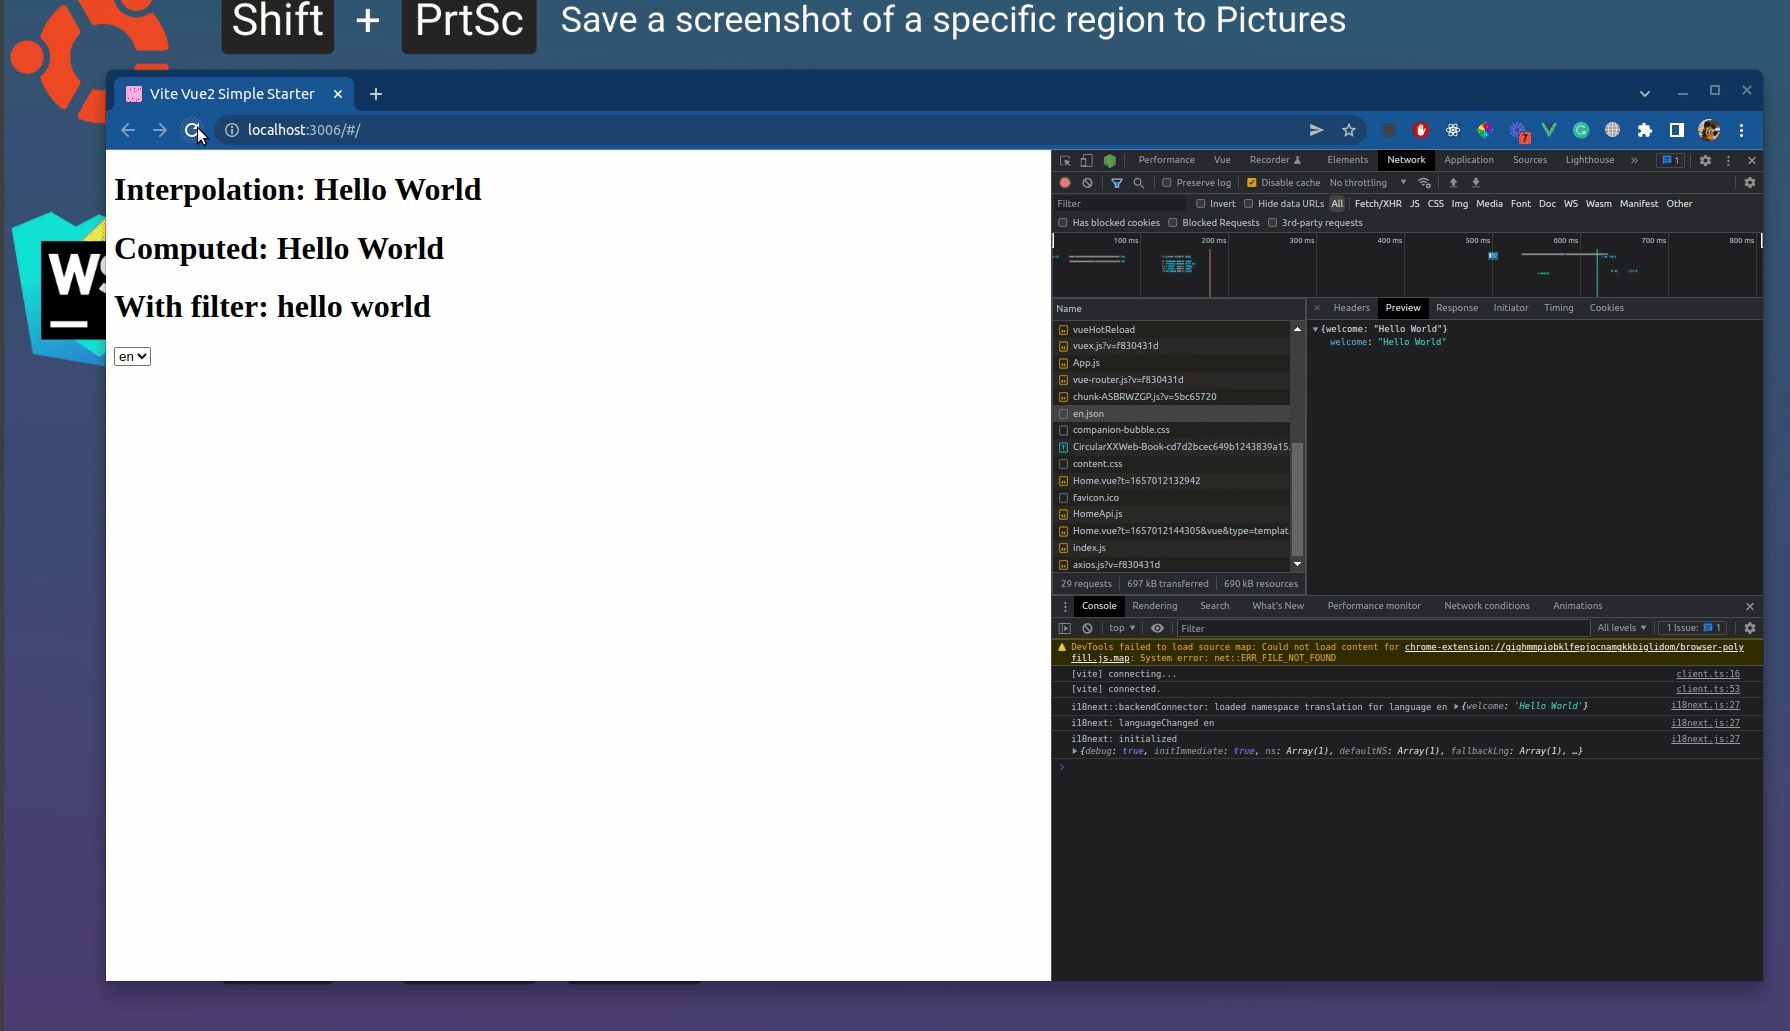 Shift + PrtSc Save a screenshot of a specific region to Pictures
Vite Vue2 Simple Starter
localhost:3006/#/
7
WS
Interpolation: Hello World
Computed: Hello World
With filter: hello world
en
Performance Vue Recorder Elements Network Application Sources Lighthouse » 1
Preserve log Disable cache No throttling
Filter Invert Hide data URLs All Fetch/XHR JS CSS Img Media Font Doc WS Wasm Manifest Other
Has blocked cookies Blocked Requests 3rd-party requests
100 ms 200 ms 300 ms 400 ms 500 ms 600 ms 700 ms 800 ms
Name
vueHotReload
vuex.js?v=f830431d
App.js
vue-router.js?v=f830431d
chunk-ASBRWZGP.js?v=5bc65720
en.json
companion-bubble.css
CircularXXWeb-Book-cd7d2bcec649b1243839a15.
content.css
Home.vue?t=1657012132942
favicon.ico
HomeApi.js
Home.vue?t=1657012144305&vue&type=templat.
index.js
axios.js?v=f830431d
29 requests 697 kB transferred 690 kB resources
× Headers Preview Response Initiator Timing Cookies
{welcome: "Hello World"}
welcome: "Hello World"
Console Rendering Search What's New Performance monitor Network conditions Animations
top Filter All levels 1 Issue: 1
DevTools failed to load source map: Could not load content for chrome-extension://gighmmpiobklfepjocnamgkkbiglidom/browser-poly
fill.js.map: System error: net::ERR_FILE_NOT_FOUND
[vite] connecting... client.ts:16
[vite] connected. client.ts:53
i18next::backendConnector: loaded namespace translation for language en {welcome: 'Hello World'} i18next.js:27
i18next: languageChanged en i18next.js:27
i18next: initialized i18next.js:27
{debug: true, initImmediate: true, ns: Array(1), defaultNS: Array(1), fallbackLng: Array(1), …}